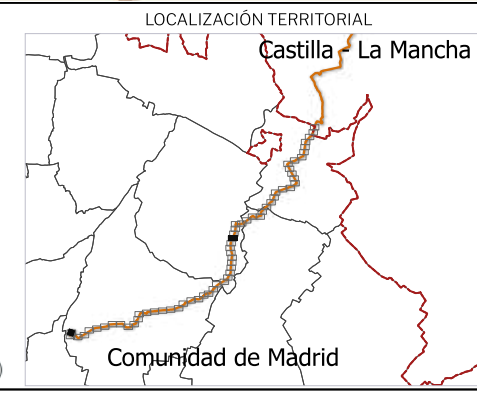 LOCALIZACIÓN TERRITORIAL
Castilla - La Mancha
Comunidad de Madrid